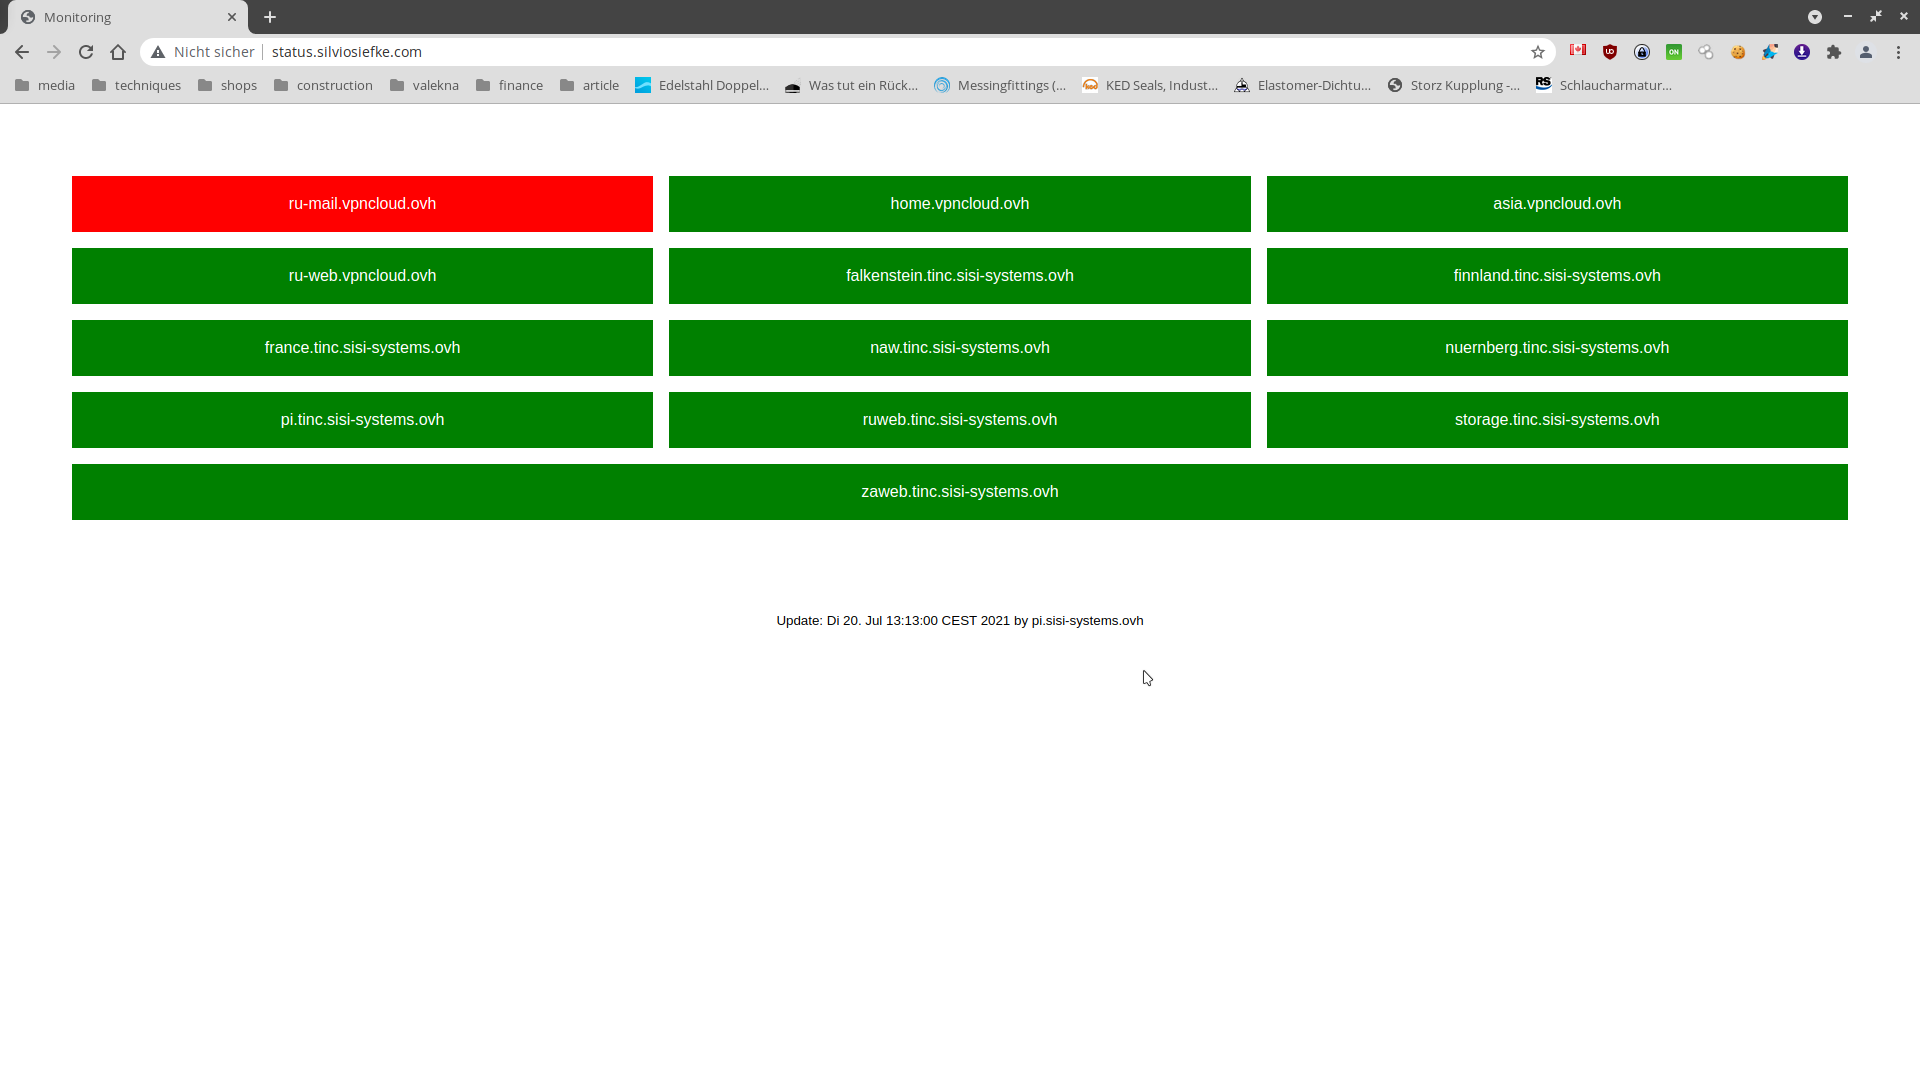 Monitoring
Nicht sicher status.silviosiefke.com
media techniques shops construction valekna finance article Edelstahl Doppel... Was tut ein Rück... Messingfittings (... KED Seals, Indust... Elastomer-Dichtu... Storz Kupplung -... RS Schlaucharmatur...
ru-mail.vpncloud.ovh home.vpncloud.ovh asia.vpncloud.ovh
ru-web.vpncloud.ovh falkenstein.tinc.sisi-systems.ovh finnland.tinc.sisi-systems.ovh
france.tinc.sisi-systems.ovh naw.tinc.sisi-systems.ovh nuernberg.tinc.sisi-systems.ovh
pi.tinc.sisi-systems.ovh ruweb.tinc.sisi-systems.ovh storage.tinc.sisi-systems.ovh
zaweb.tinc.sisi-systems.ovh
Update: Di 20. Jul 13:13:00 CEST 2021 by pi.sisi-systems.ovh